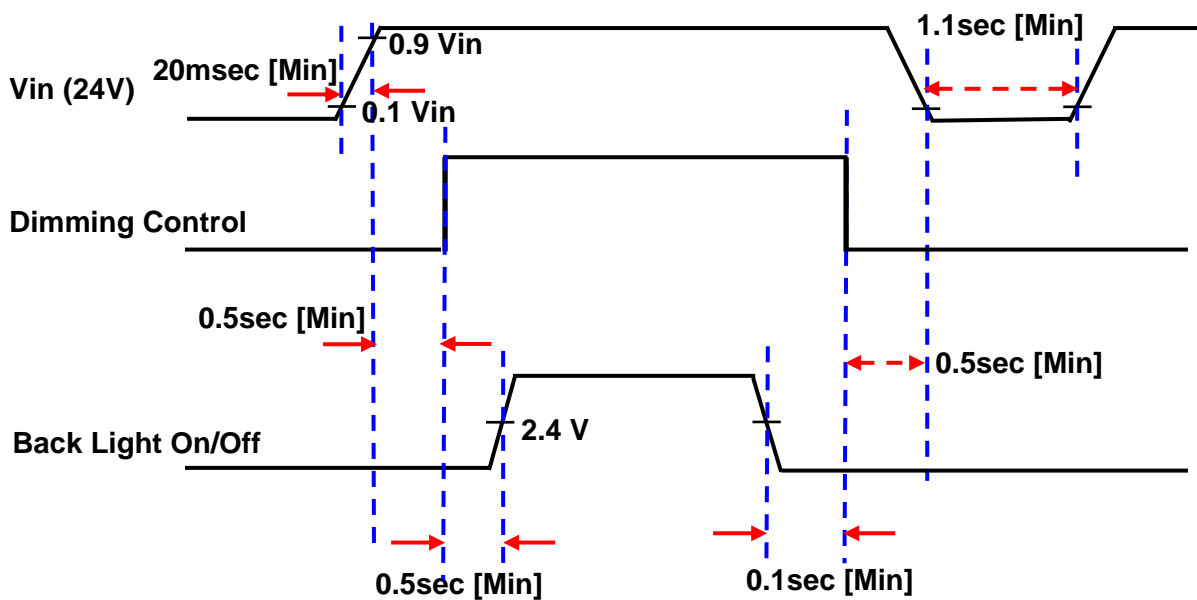 1.1sec [Min]
0.9 Vin
20msec [Min]
Vin (24V)
0.1 Vin
Dimming Control
0.5sec [Min]
0.5sec [Min]
2.4 V
Back Light On/Off
0.5sec [Min]
0.1sec [Min]